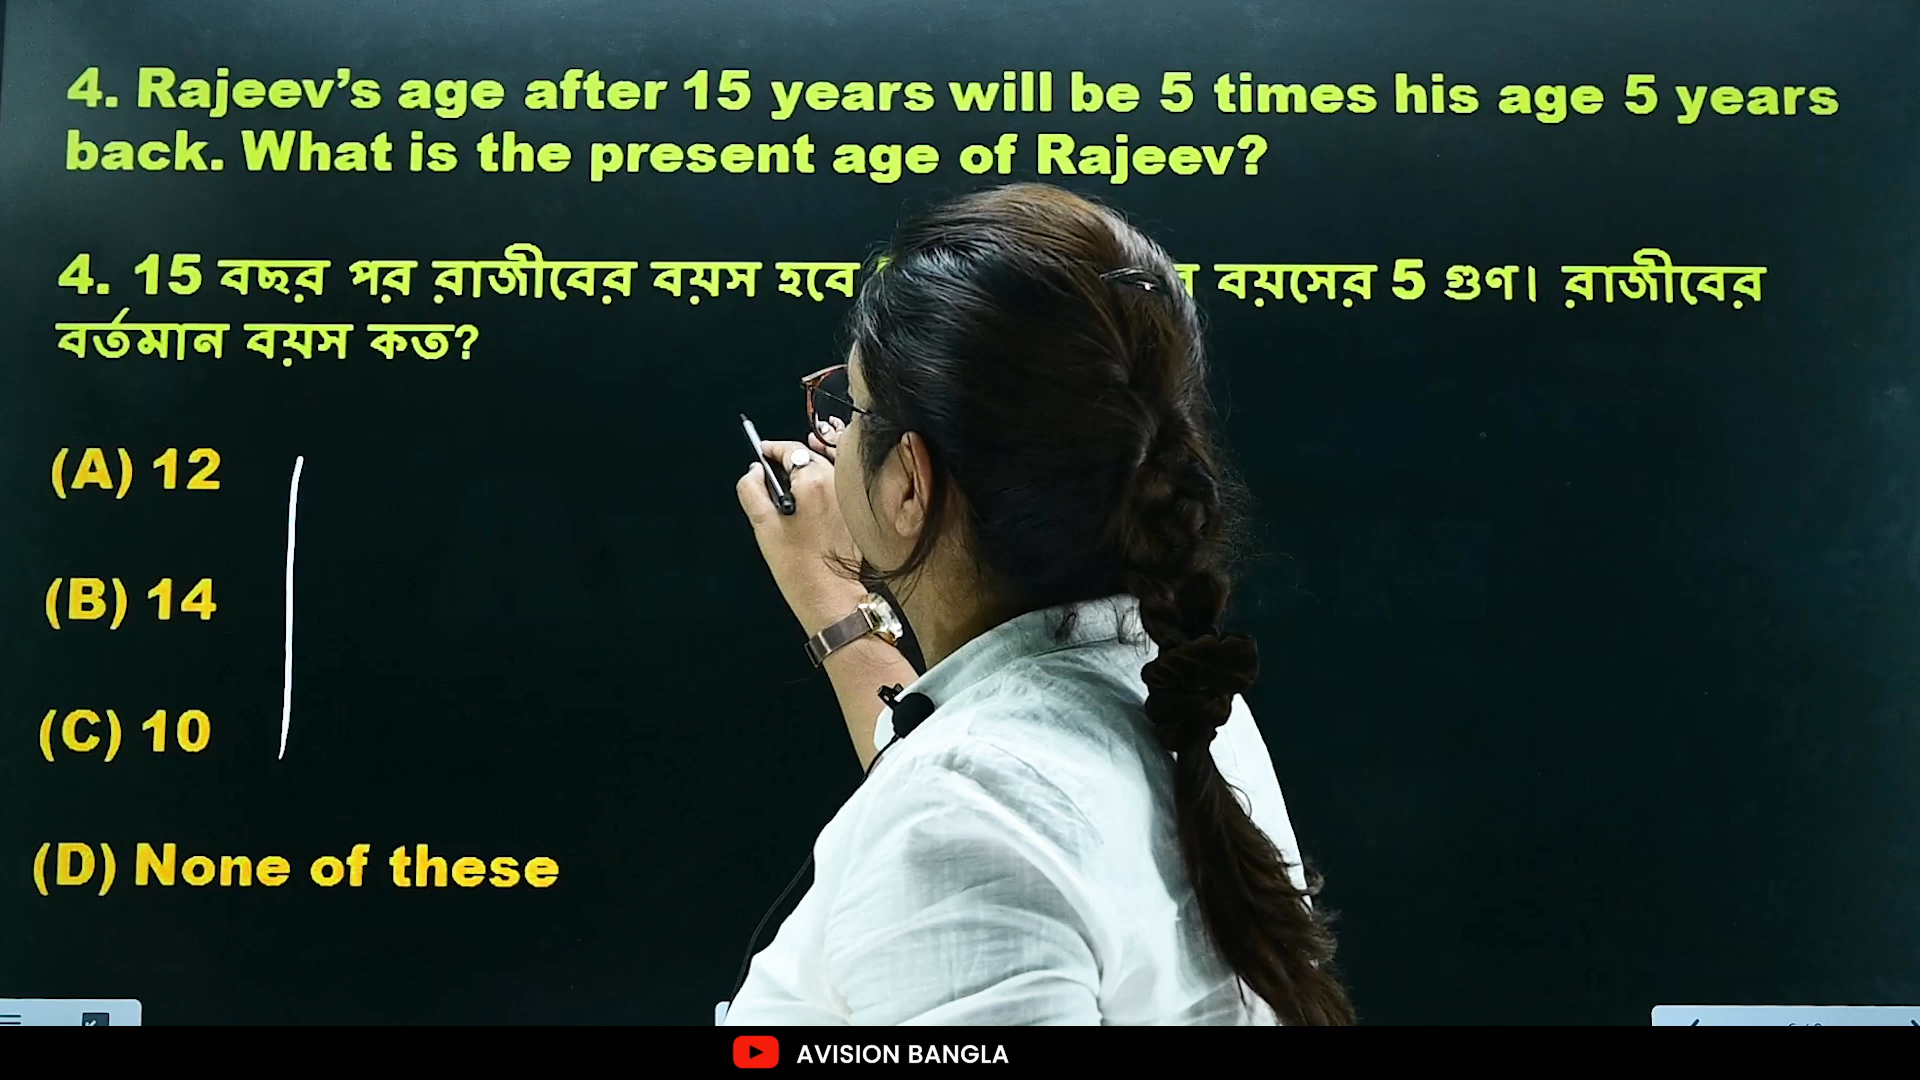 4. Rajeev’s age after 15 years will be 5 times his age 5 years
back. What is the present age of Rajeev?
4. 15 বছর পর রাজীবের বয়স হবে বয়সের 5 গুণ। রাজীবের
বর্তমান বয়স কত?
(A) 12
(B) 14
(C) 10
(D) None of these
AVISION BANGLA